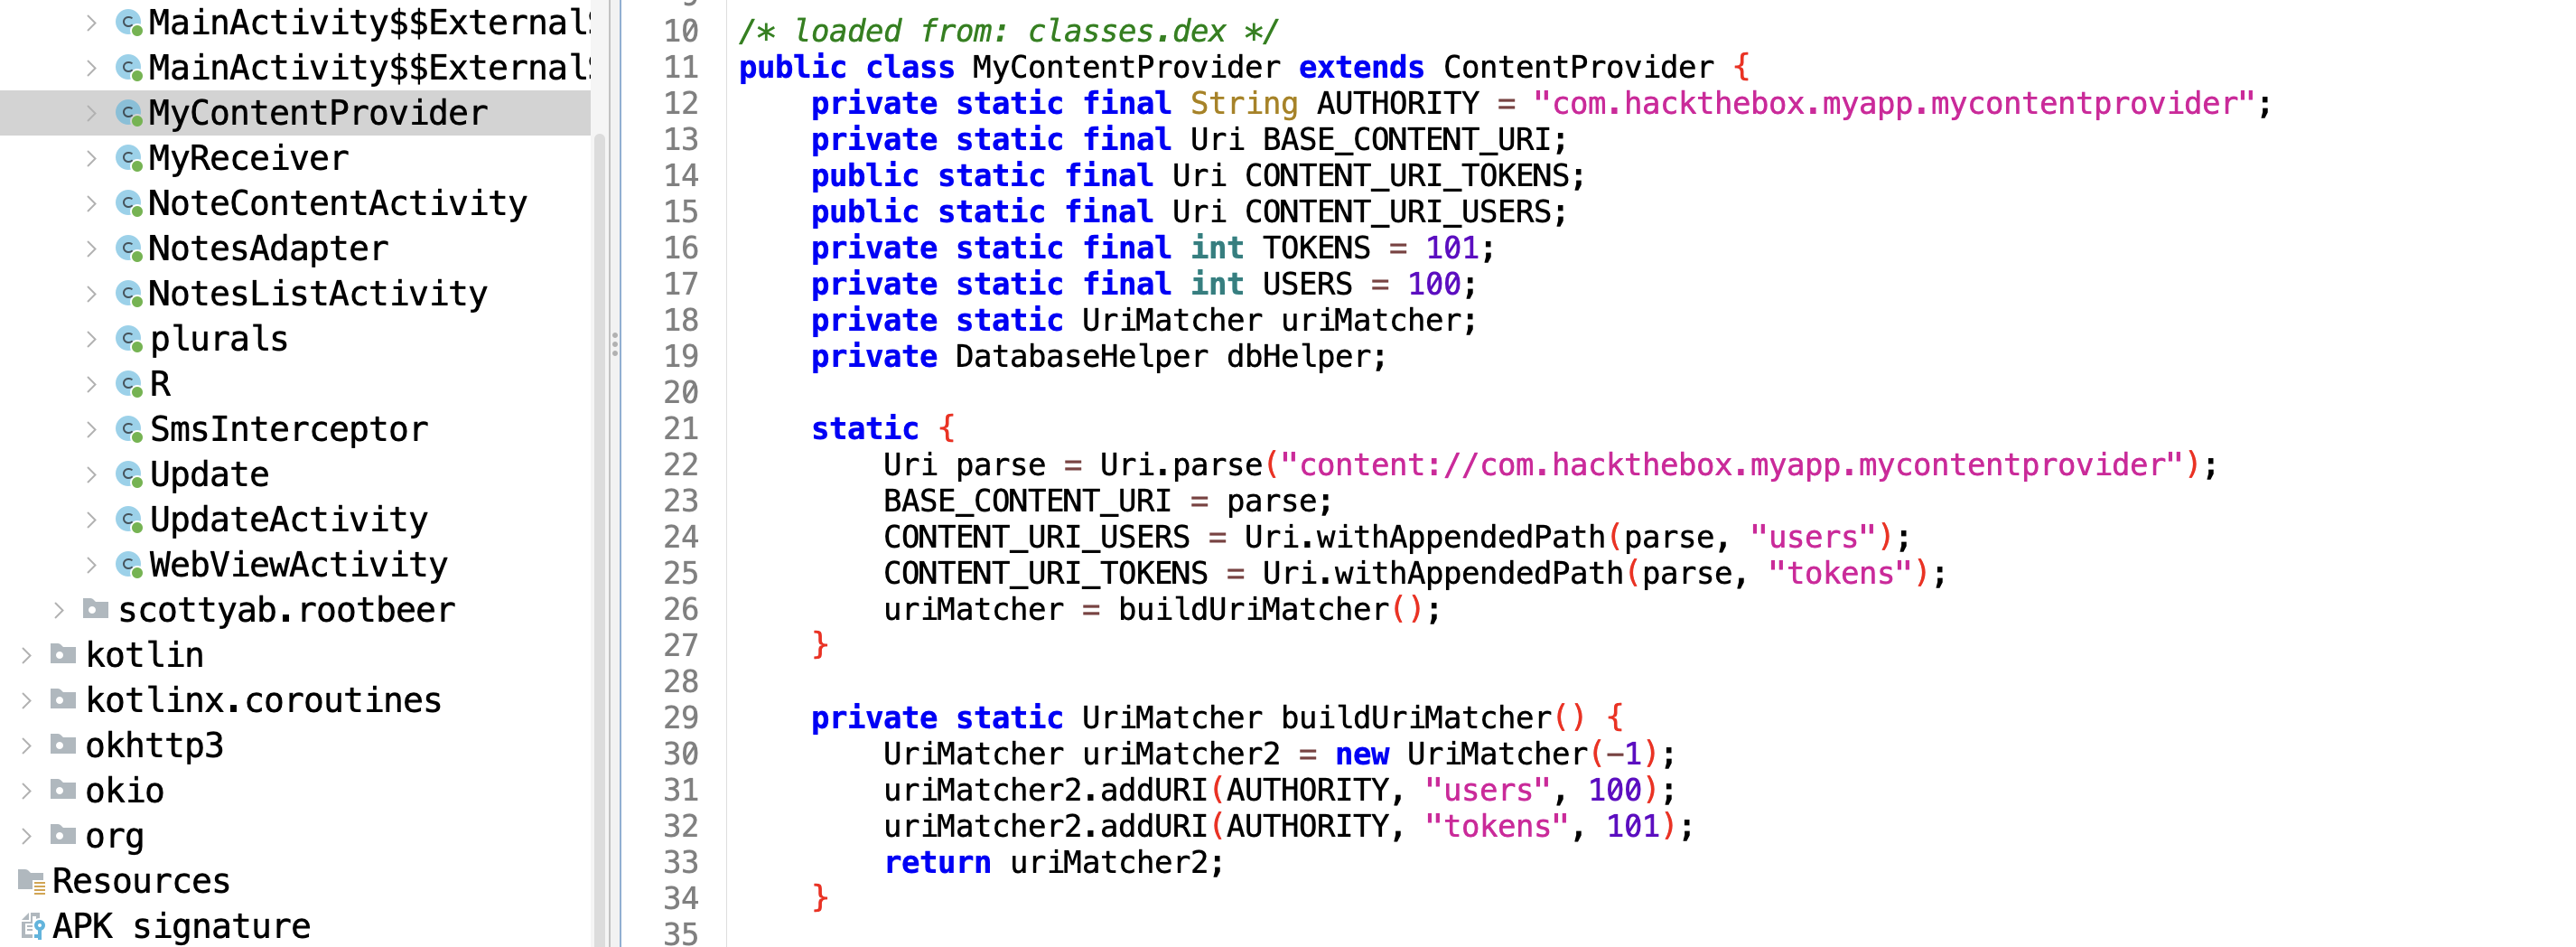 MainActivity$$External
MainActivity$$External
MyContentProvider
MyReceiver
NoteContentActivity
NotesAdapter
NotesListActivity
plurals
R
SmsInterceptor
Update
UpdateActivity
WebViewActivity
scottyab.rootbeer
kotlin
kotlinx.coroutines
okhttp3
okio
org
Resources
APK signature
10 /* loaded from: classes.dex */
11 public class MyContentProvider extends ContentProvider {
12     private static final String AUTHORITY = "com.hackthebox.myapp.mycontentprovider";
13     private static final Uri BASE_CONTENT_URI;
14     public static final Uri CONTENT_URI_TOKENS;
15     public static final Uri CONTENT_URI_USERS;
16     private static final int TOKENS = 101;
17     private static final int USERS = 100;
18     private static UriMatcher uriMatcher;
19     private DatabaseHelper dbHelper;
20
21     static {
22         Uri parse = Uri.parse("content://com.hackthebox.myapp.mycontentprovider");
23         BASE_CONTENT_URI = parse;
24         CONTENT_URI_USERS = Uri.withAppendedPath(parse, "users");
25         CONTENT_URI_TOKENS = Uri.withAppendedPath(parse, "tokens");
26         uriMatcher = buildUriMatcher();
27     }
28
29     private static UriMatcher buildUriMatcher() {
30         UriMatcher uriMatcher2 = new UriMatcher(-1);
31         uriMatcher2.addURI(AUTHORITY, "users", 100);
32         uriMatcher2.addURI(AUTHORITY, "tokens", 101);
33         return uriMatcher2;
34     }
35